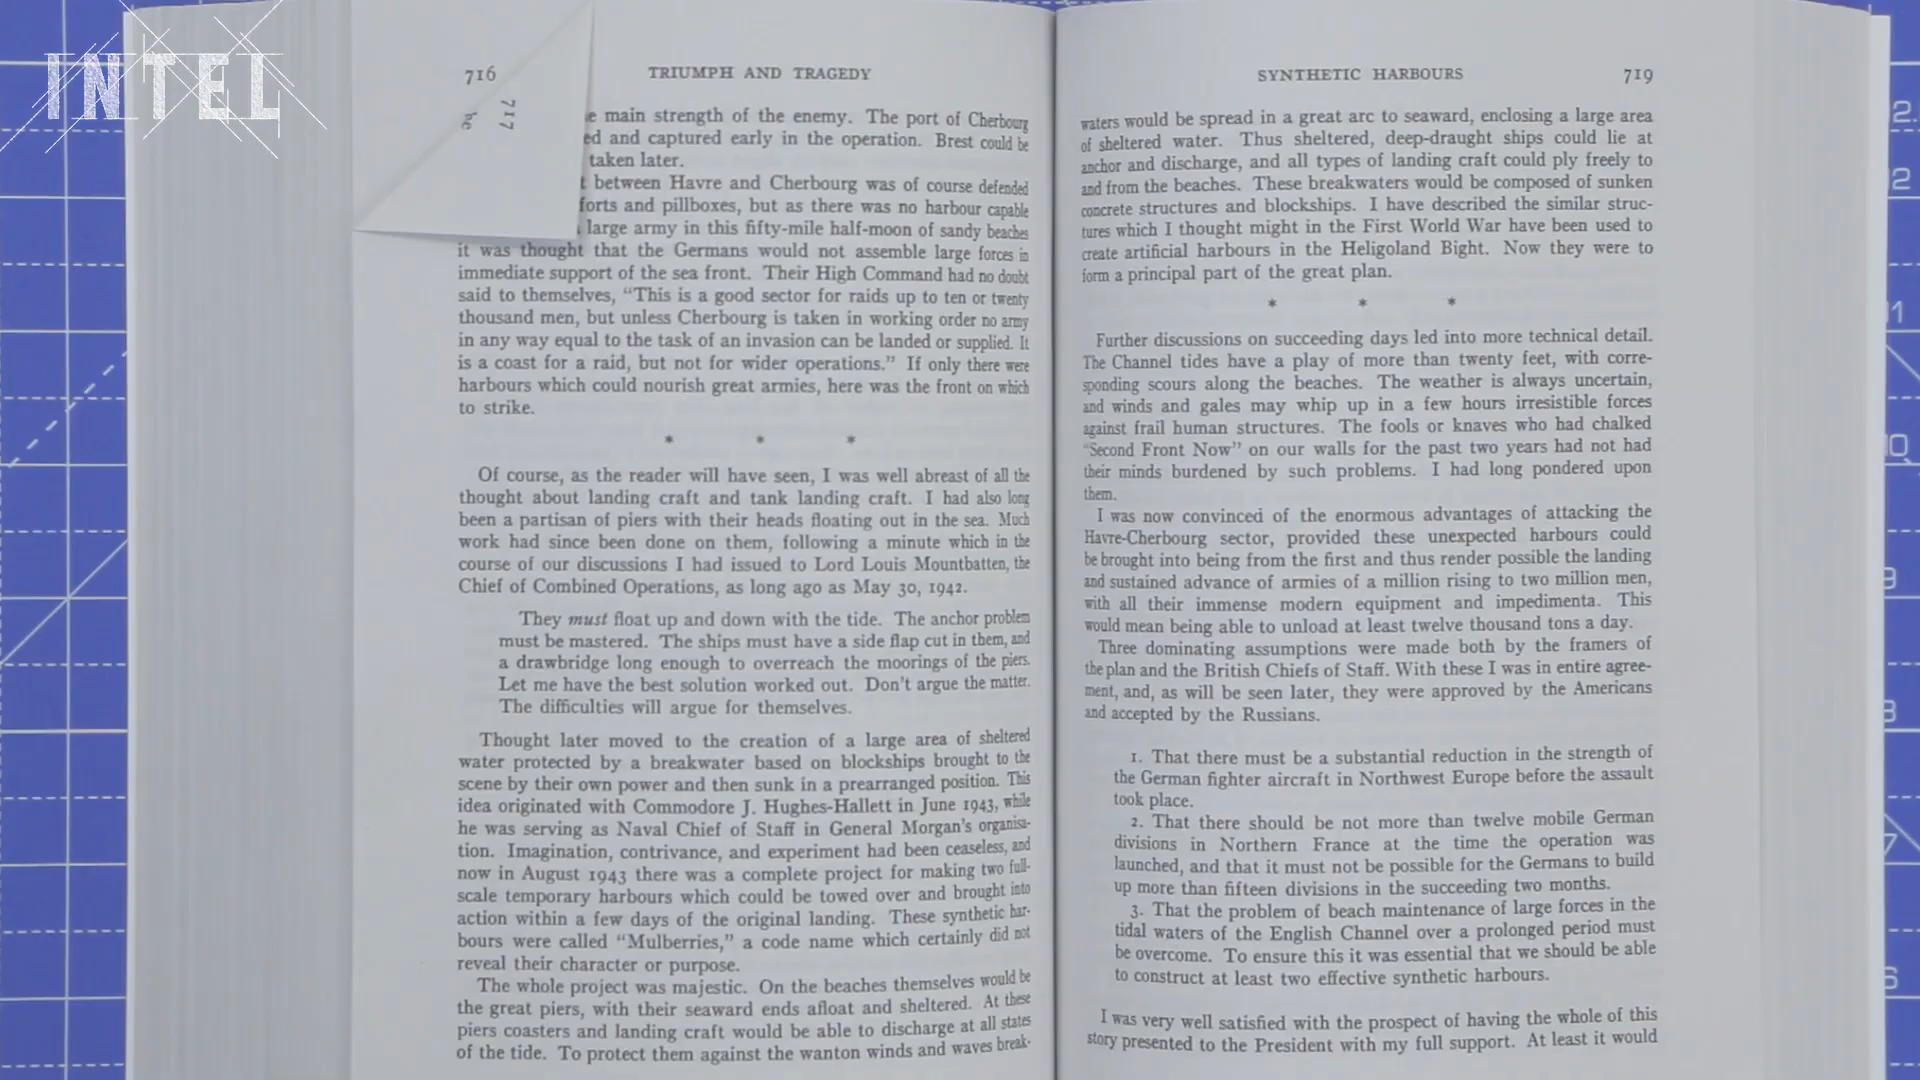 INTEL
716
TRIUMPH AND TRAGEDY
717
main strength of the enemy. The port of Cherbourg
and captured early in the operation. Brest could be
taken later.
between Havre and Cherbourg was of course defended
forts and pillboxes, but as there was no harbour capable
large army in this fifty-mile half-moon of sandy beaches
it was thought that the Germans would not assemble large forces in
immediate support of the sea front. Their High Command had no doubt
said to themselves, “This is a good sector for raids up to ten or twenty
thousand men, but unless Cherbourg is taken in working order no army
in any way equal to the task of an invasion can be landed or supplied. It
is a coast for a raid, but not for wider operations.” If only there were
harbours which could nourish great armies, here was the front on which
to strike.
* * *
Of course, as the reader will have seen, I was well abreast of all the
thought about landing craft and tank landing craft. I had also long
been a partisan of piers with their heads floating out in the sea. Much
work had since been done on them, following a minute which in the
course of our discussions I had issued to Lord Louis Mountbatten, the
Chief of Combined Operations, as long ago as May 30, 1942.
They must float up and down with the tide. The anchor problem
must be mastered. The ships must have a side flap cut in them, and
a drawbridge long enough to overreach the moorings of the piers.
Let me have the best solution worked out. Don't argue the matter.
The difficulties will argue for themselves.
Thought later moved to the creation of a large area of sheltered
water protected by a breakwater based on blockships brought to the
scene by their own power and then sunk in a prearranged position. This
idea originated with Commodore J. Hughes-Hallett in June 1943, while
he was serving as Naval Chief of Staff in General Morgan's organisa-
tion. Imagination, contrivance, and experiment had been ceaseless, and
now in August 1943 there was a complete project for making two full-
scale temporary harbours which could be towed over and brought into
action within a few days of the original landing. These synthetic har-
bours were called “Mulberries,” a code name which certainly did not
reveal their character or purpose.
The whole project was majestic. On the beaches themselves would be
the great piers, with their seaward ends afloat and sheltered. At these
piers coasters and landing craft would be able to discharge at all states
of the tide. To protect them against the wanton winds and waves break-
SYNTHETIC HARBOURS
719
waters would be spread in a great arc to seaward, enclosing a large area
of sheltered water. Thus sheltered, deep-draught ships could lie at
anchor and discharge, and all types of landing craft could ply freely to
and from the beaches. These breakwaters would be composed of sunken
concrete structures and blockships. I have described the similar struc-
tures which I thought might in the First World War have been used to
create artificial harbours in the Heligoland Bight. Now they were to
form a principal part of the great plan.
* * *
Further discussions on succeeding days led into more technical detail.
The Channel tides have a play of more than twenty feet, with corre-
sponding scours along the beaches. The weather is always uncertain,
and winds and gales may whip up in a few hours irresistible forces
against frail human structures. The fools or knaves who had chalked
“Second Front Now” on our walls for the past two years had not had
their minds burdened by such problems. I had long pondered upon
them.
I was now convinced of the enormous advantages of attacking the
Havre-Cherbourg sector, provided these unexpected harbours could
be brought into being from the first and thus render possible the landing
and sustained advance of armies of a million rising to two million men,
with all their immense modern equipment and impedimenta. This
would mean being able to unload at least twelve thousand tons a day.
Three dominating assumptions were made both by the framers of
the plan and the British Chiefs of Staff. With these I was in entire agree-
ment, and, as will be seen later, they were approved by the Americans
and accepted by the Russians.
1. That there must be a substantial reduction in the strength of
the German fighter aircraft in Northwest Europe before the assault
took place.
2. That there should be not more than twelve mobile German
divisions in Northern France at the time the operation was
launched, and that it must not be possible for the Germans to build
up more than fifteen divisions in the succeeding two months.
3. That the problem of beach maintenance of large forces in the
tidal waters of the English Channel over a prolonged period must
be overcome. To ensure this it was essential that we should be able
to construct at least two effective synthetic harbours.
I was very well satisfied with the prospect of having the whole of this
story presented to the President with my full support. At least it would
12
11
10
9
8
7
6